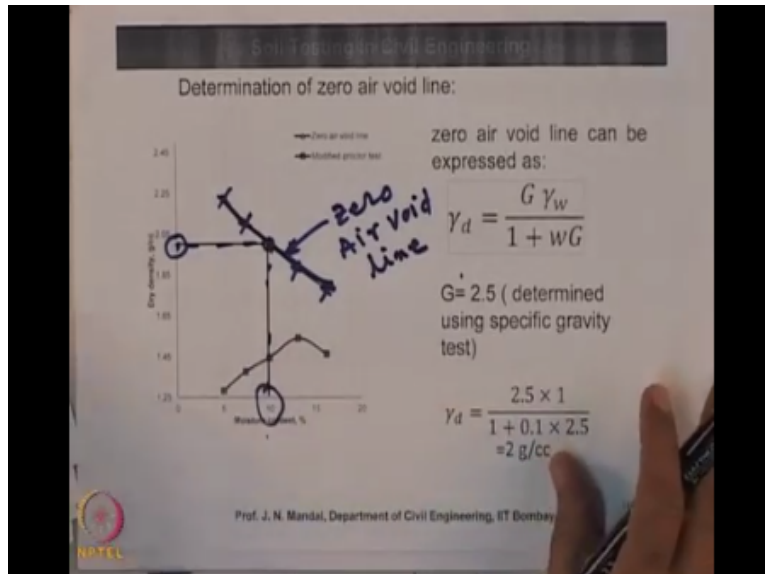 Soil Testing in Civil Engineering
Determination of zero air void line:
Zero air void line
Modified proctor test
zero air void line can be
expressed as:
γd = G γw / 1 + wG
G= 2.5 ( determined
using specific gravity
test)
γd = 2.5 × 1 / 1 + 0.1 × 2.5
=2 g/cc
zero
Air void
line
2.45
2.25
2.05
1.85
1.65
1.45
1.25
0
5
10
15
20
Dry density, g/cc
Moisture content, %
Prof. J. N. Mandal, Department of Civil Engineering, IIT Bombay
NPTEL